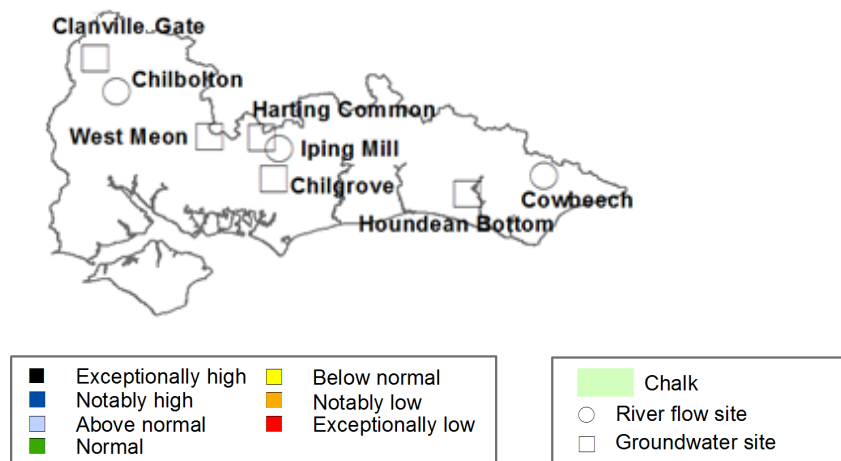 Clanville Gate
Chilbolton
Harting Common
West Meon
Iping Mill
Chilgrove
Cowbeech
Houndean Bottom
Exceptionally high
Notably high
Above normal
Normal
Below normal
Notably low
Exceptionally low
Chalk
River flow site
Groundwater site